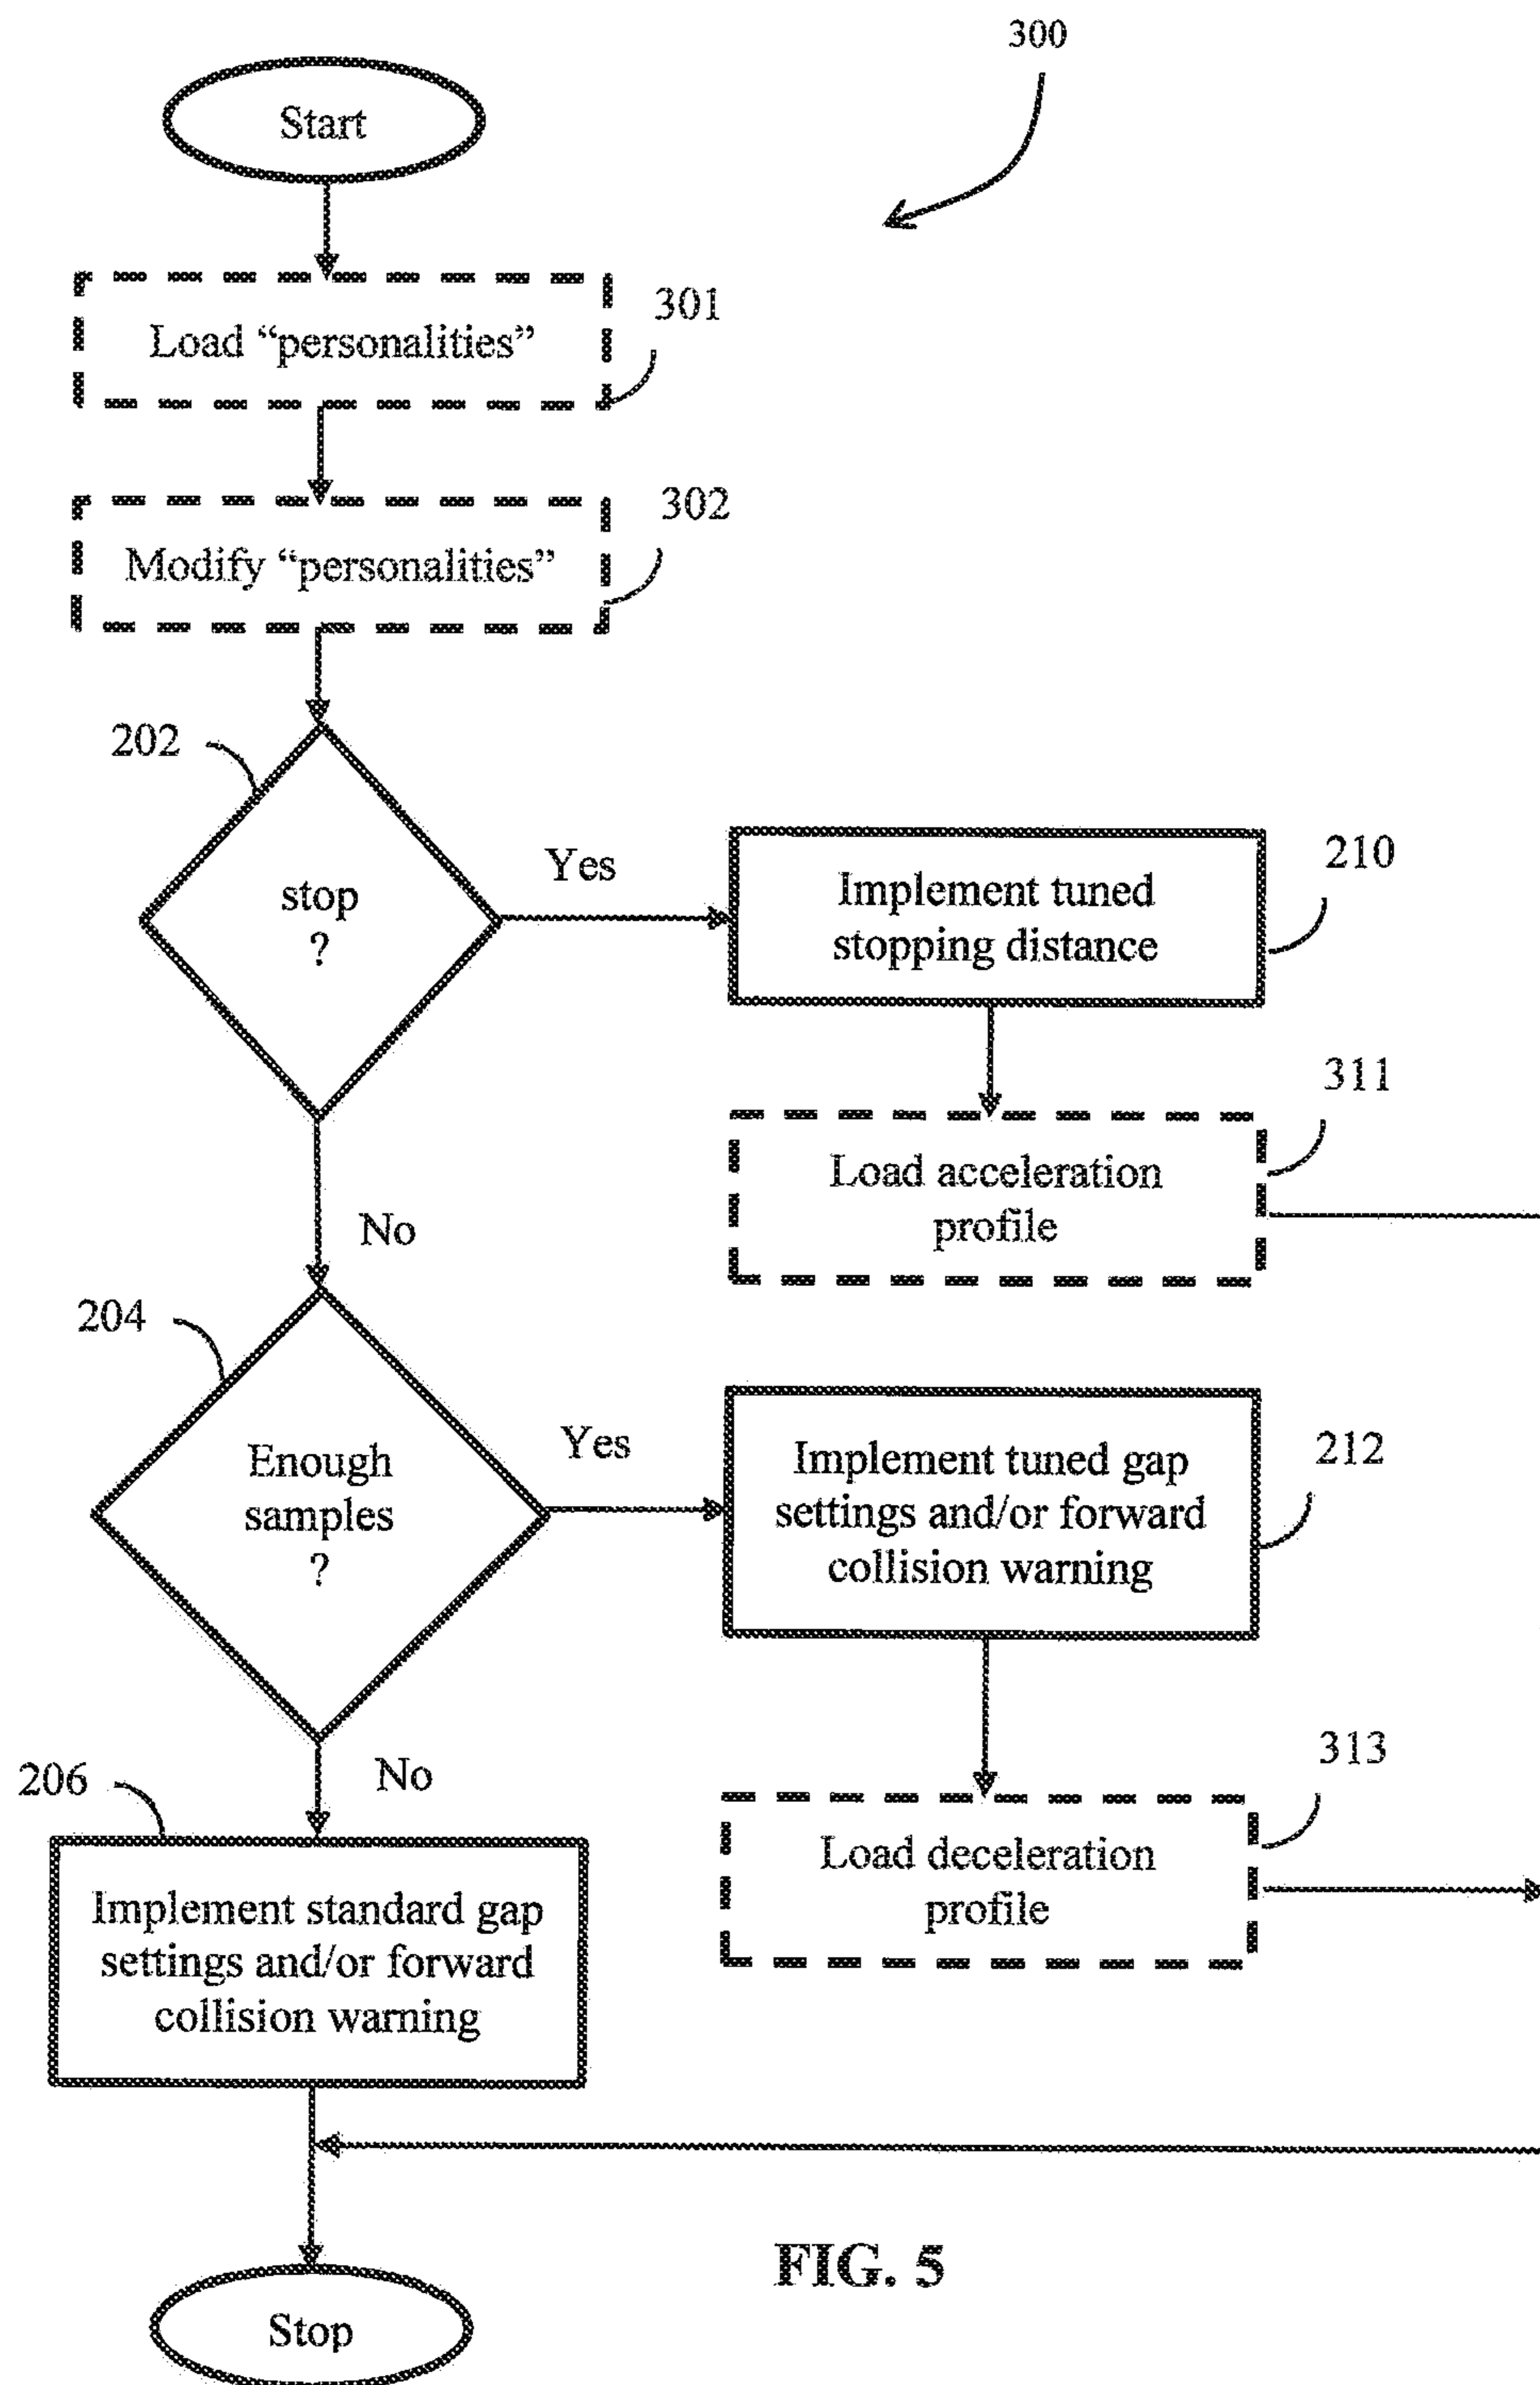 300
Start
Load “personalities”
301
Modify “personalities”
302
202
stop
?
Yes
Implement tuned
stopping distance
210
No
Load acceleration
profile
311
204
Enough
samples
?
Yes
Implement tuned gap
settings and/or forward
collision warning
212
No
Load deceleration
profile
313
206
Implement standard gap
settings and/or forward
collision warning
Stop
FIG. 5